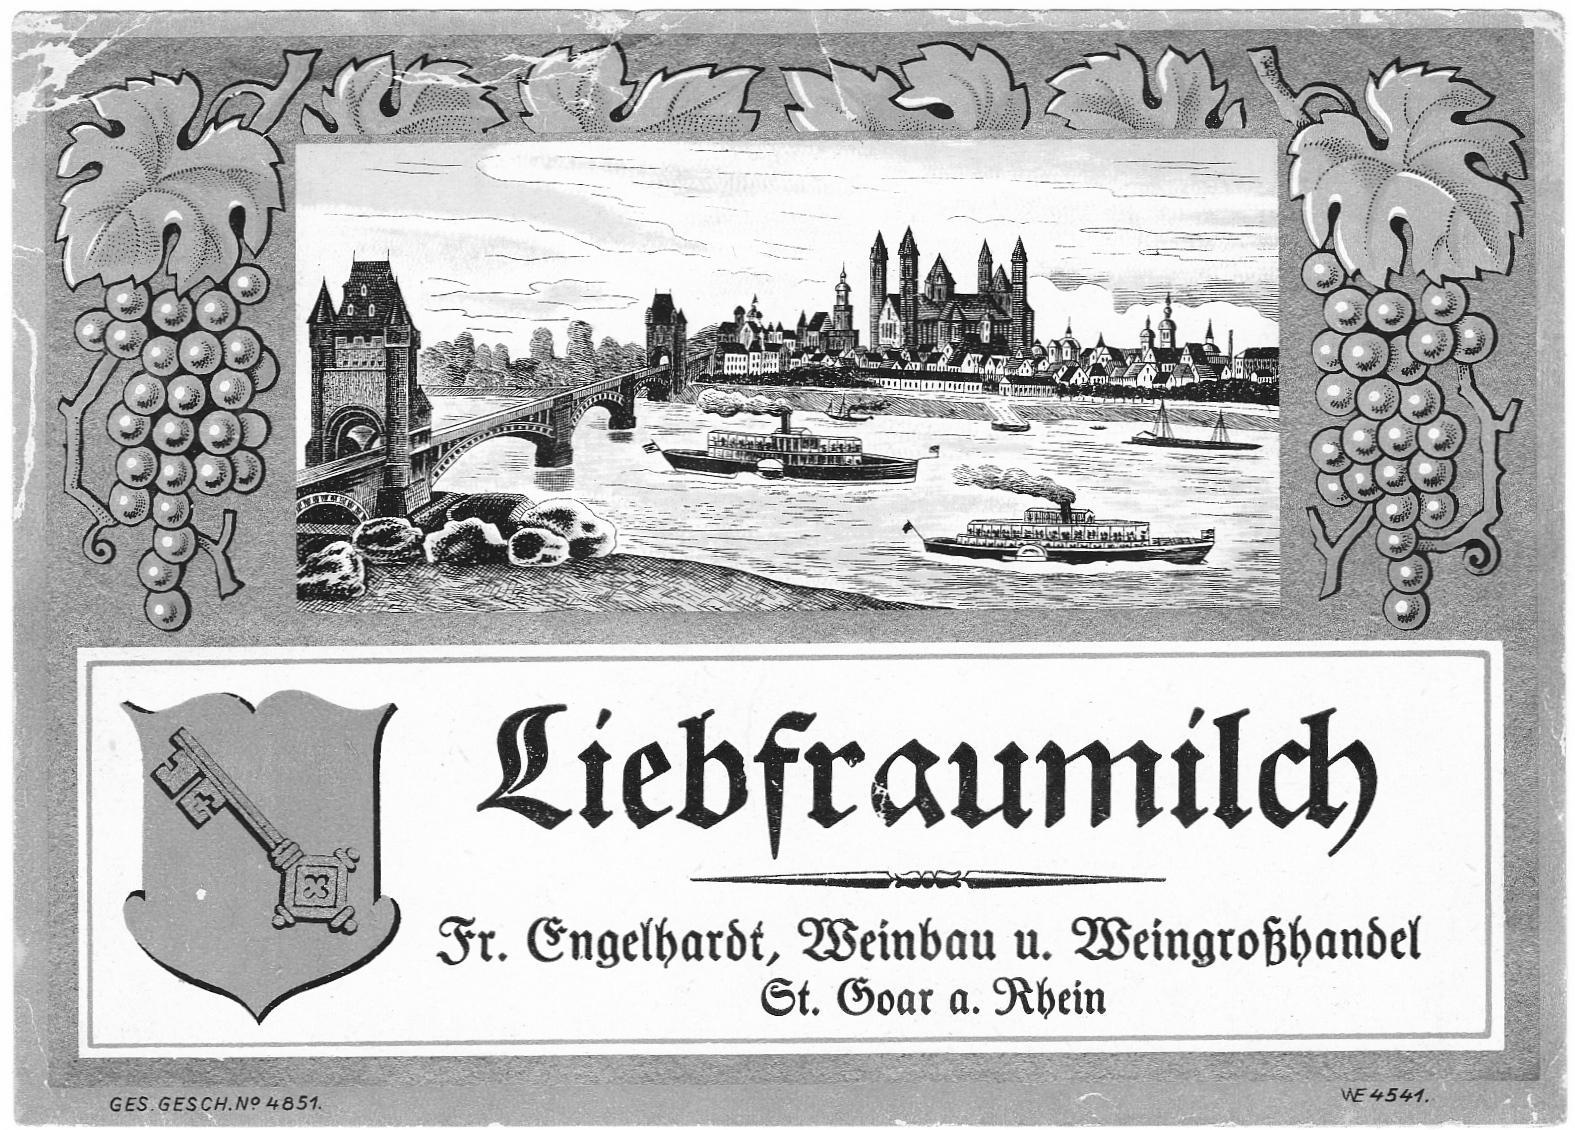 Liebfraumilch
Fr. Engelhardt, Weinbau u. Weingroßhandel
St. Goar a. Rhein
GES. GESCH. Nº 4851.
WE 4541.